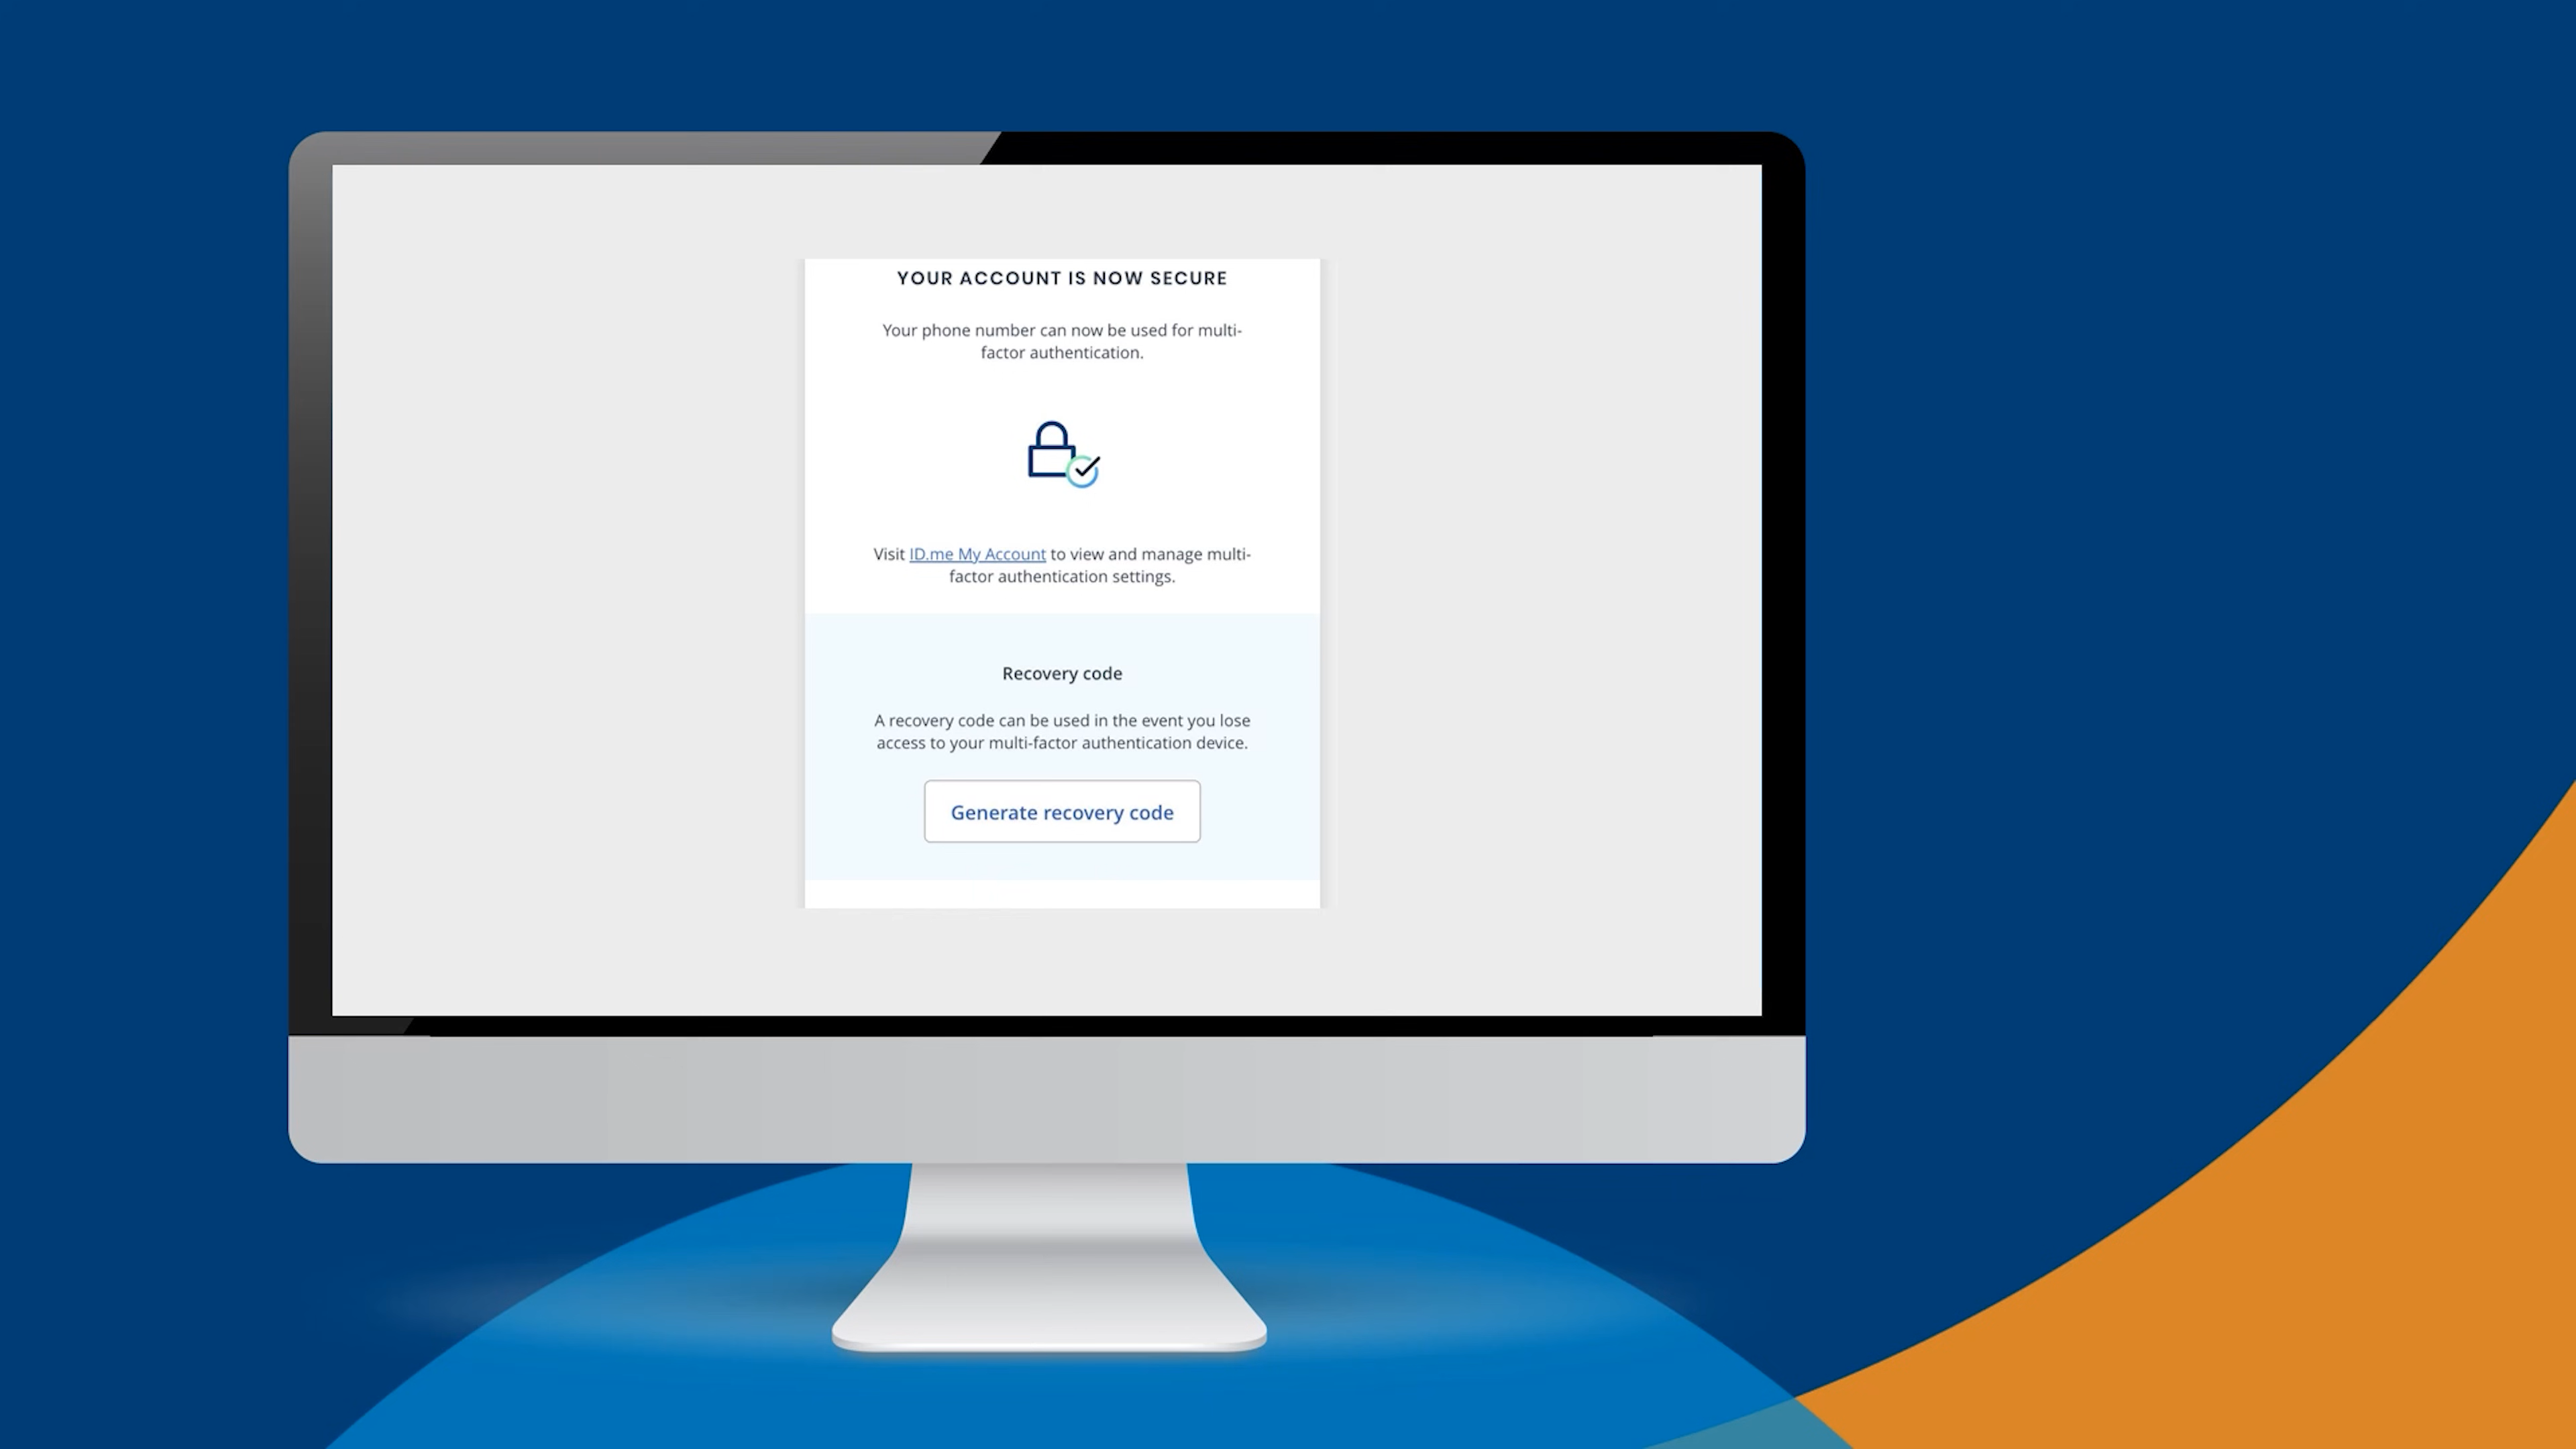 YOUR ACCOUNT IS NOW SECURE
Your phone number can now be used for multi-
factor authentication.
Visit ID.me My Account to view and manage multi-
factor authentication settings.
Recovery code
A recovery code can be used in the event you lose
access to your multi-factor authentication device.
Generate recovery code